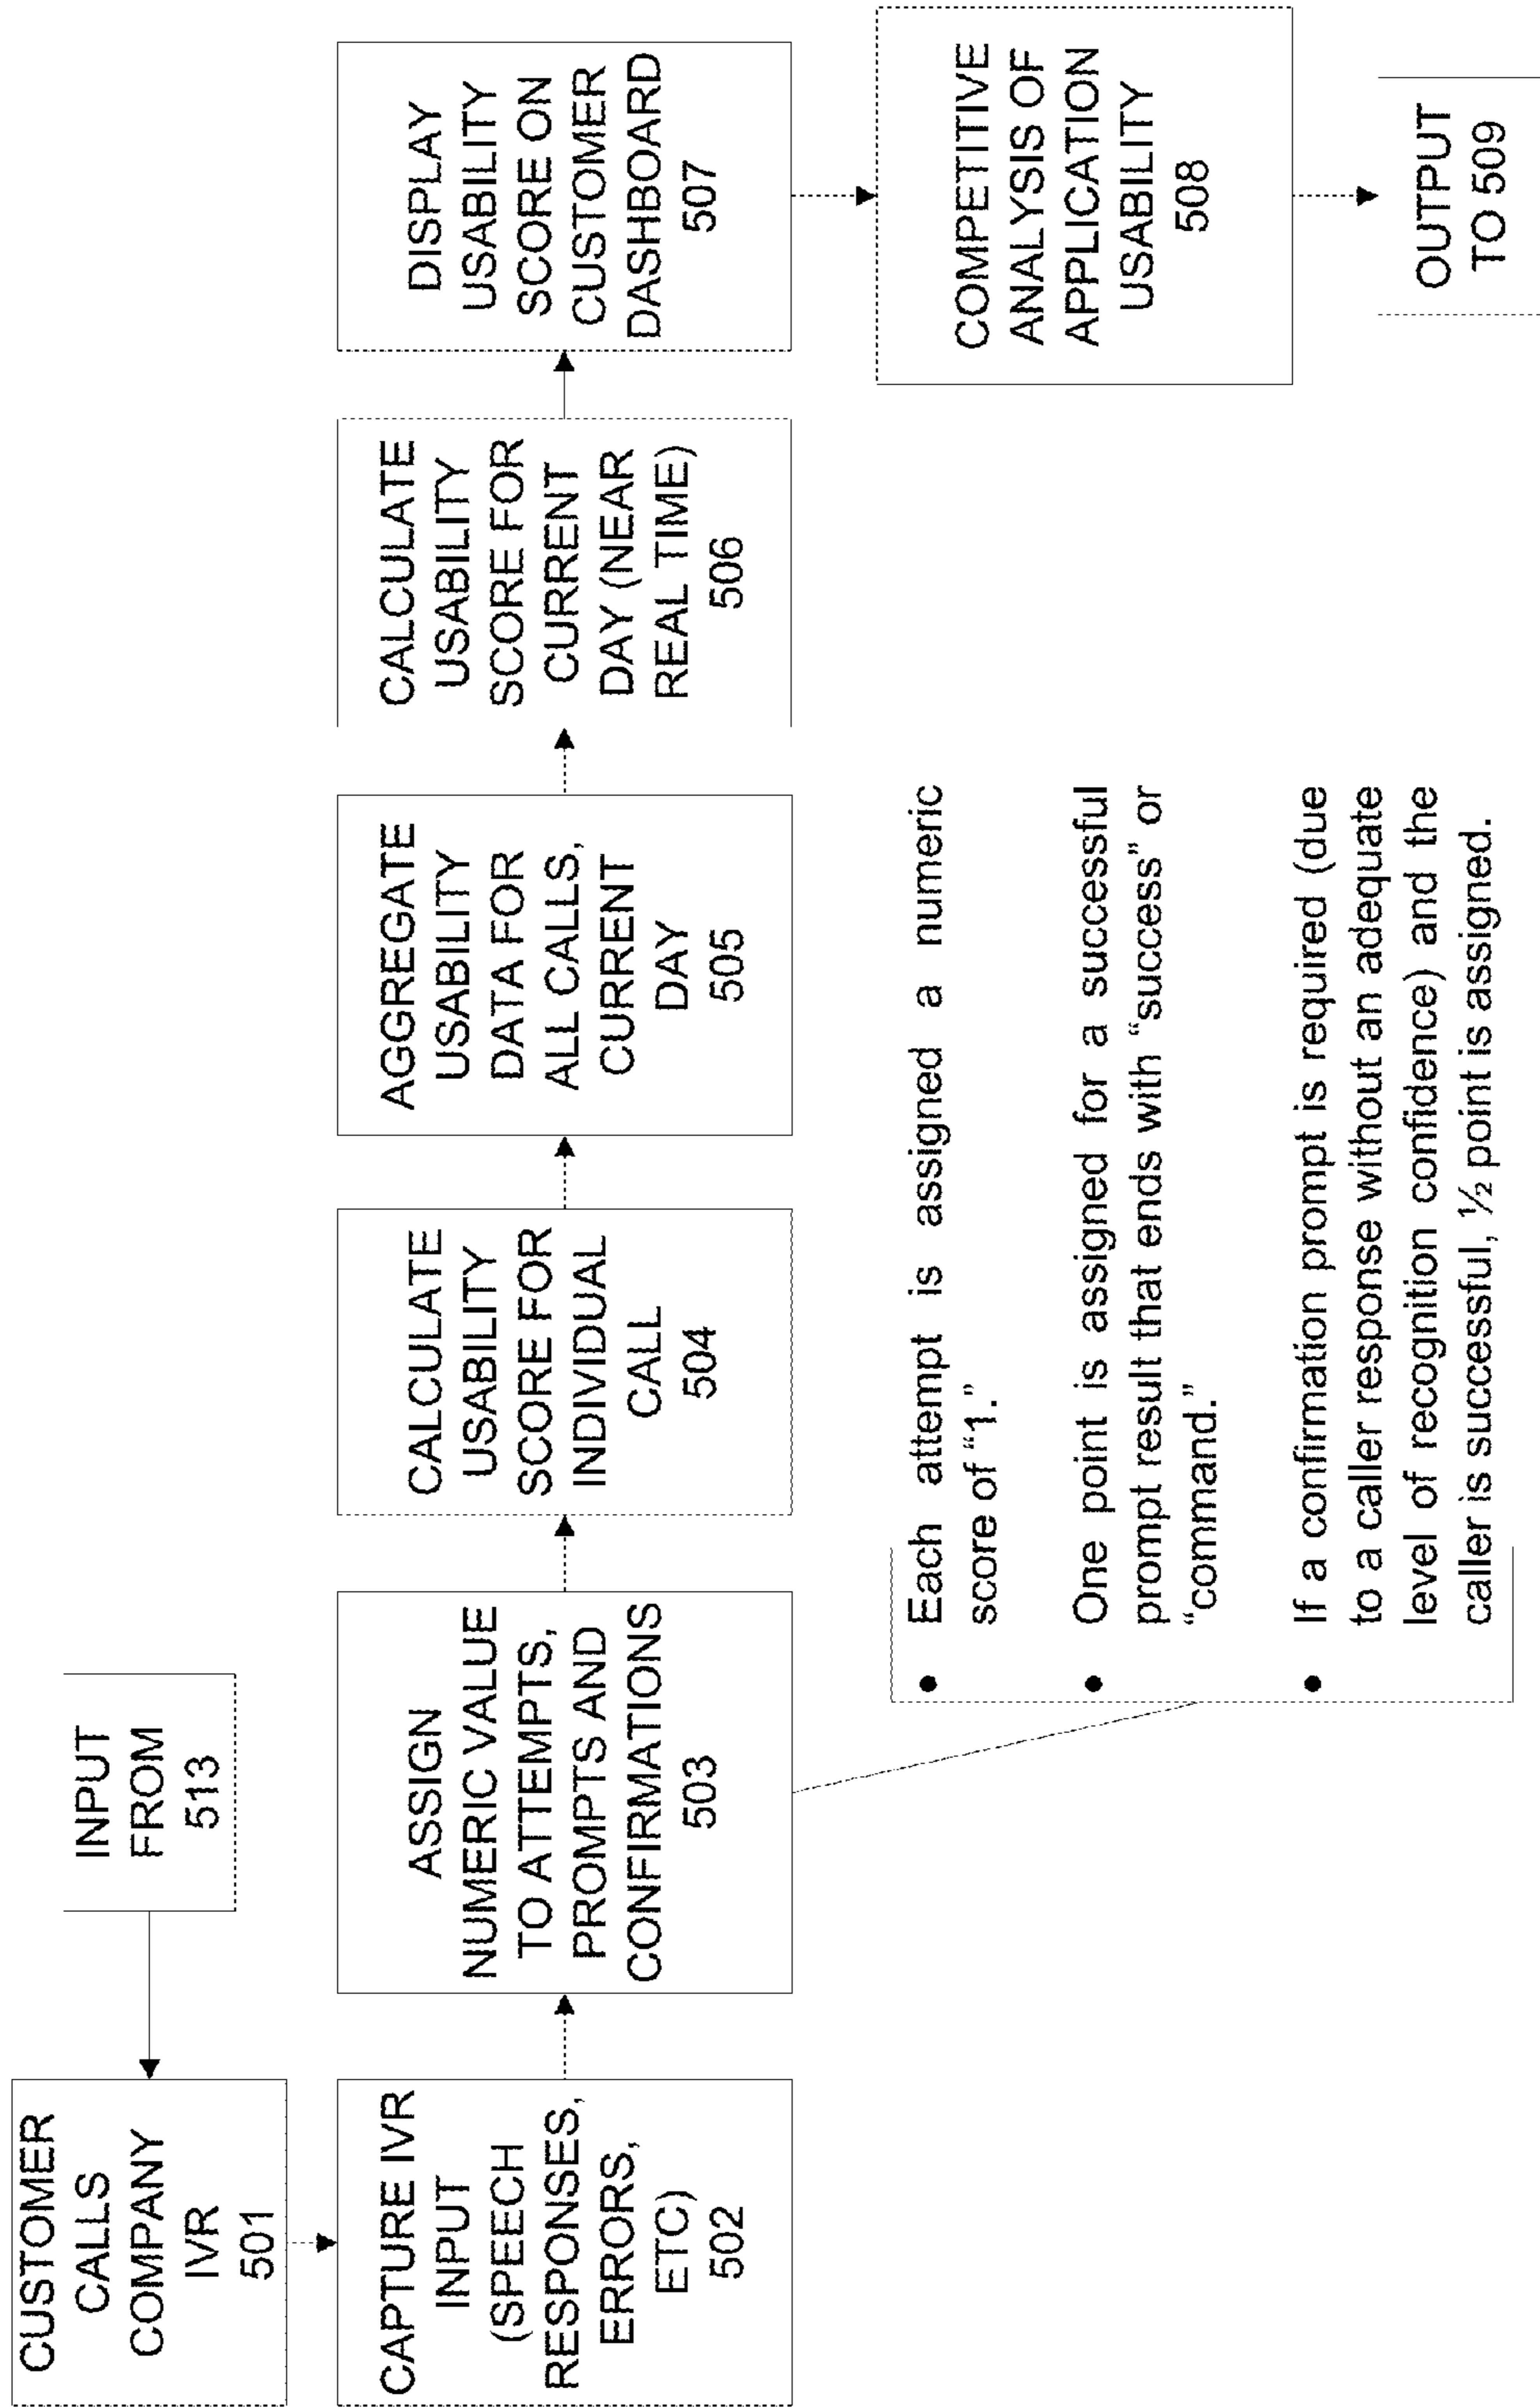 CUSTOMER
CALLS
COMPANY
IVR
501
INPUT
FROM
513
CAPTURE IVR
INPUT
(SPEECH
RESPONSES,
ERRORS,
ETC)
502
ASSIGN
NUMERIC VALUE
TO ATTEMPTS,
PROMPTS AND
CONFIRMATIONS
503
CALCULATE
USABILITY
SCORE FOR
INDIVIDUAL
CALL
504
AGGREGATE
USABILITY
DATA FOR
ALL CALLS,
CURRENT
DAY
505
CALCULATE
USABILITY
SCORE FOR
CURRENT
DAY (NEAR
REAL TIME)
506
DISPLAY
USABILITY
SCORE ON
CUSTOMER
DASHBOARD
507
COMPETITIVE
ANALYSIS OF
APPLICATION
USABILITY
508
OUTPUT
TO 509
• Each attempt is assigned a numeric
score of “1.”
• One point is assigned for a successful
prompt result that ends with “success” or
“command.”
• If a confirmation prompt is required (due
to a caller response without an adequate
level of recognition confidence) and the
caller is successful, ½ point is assigned.